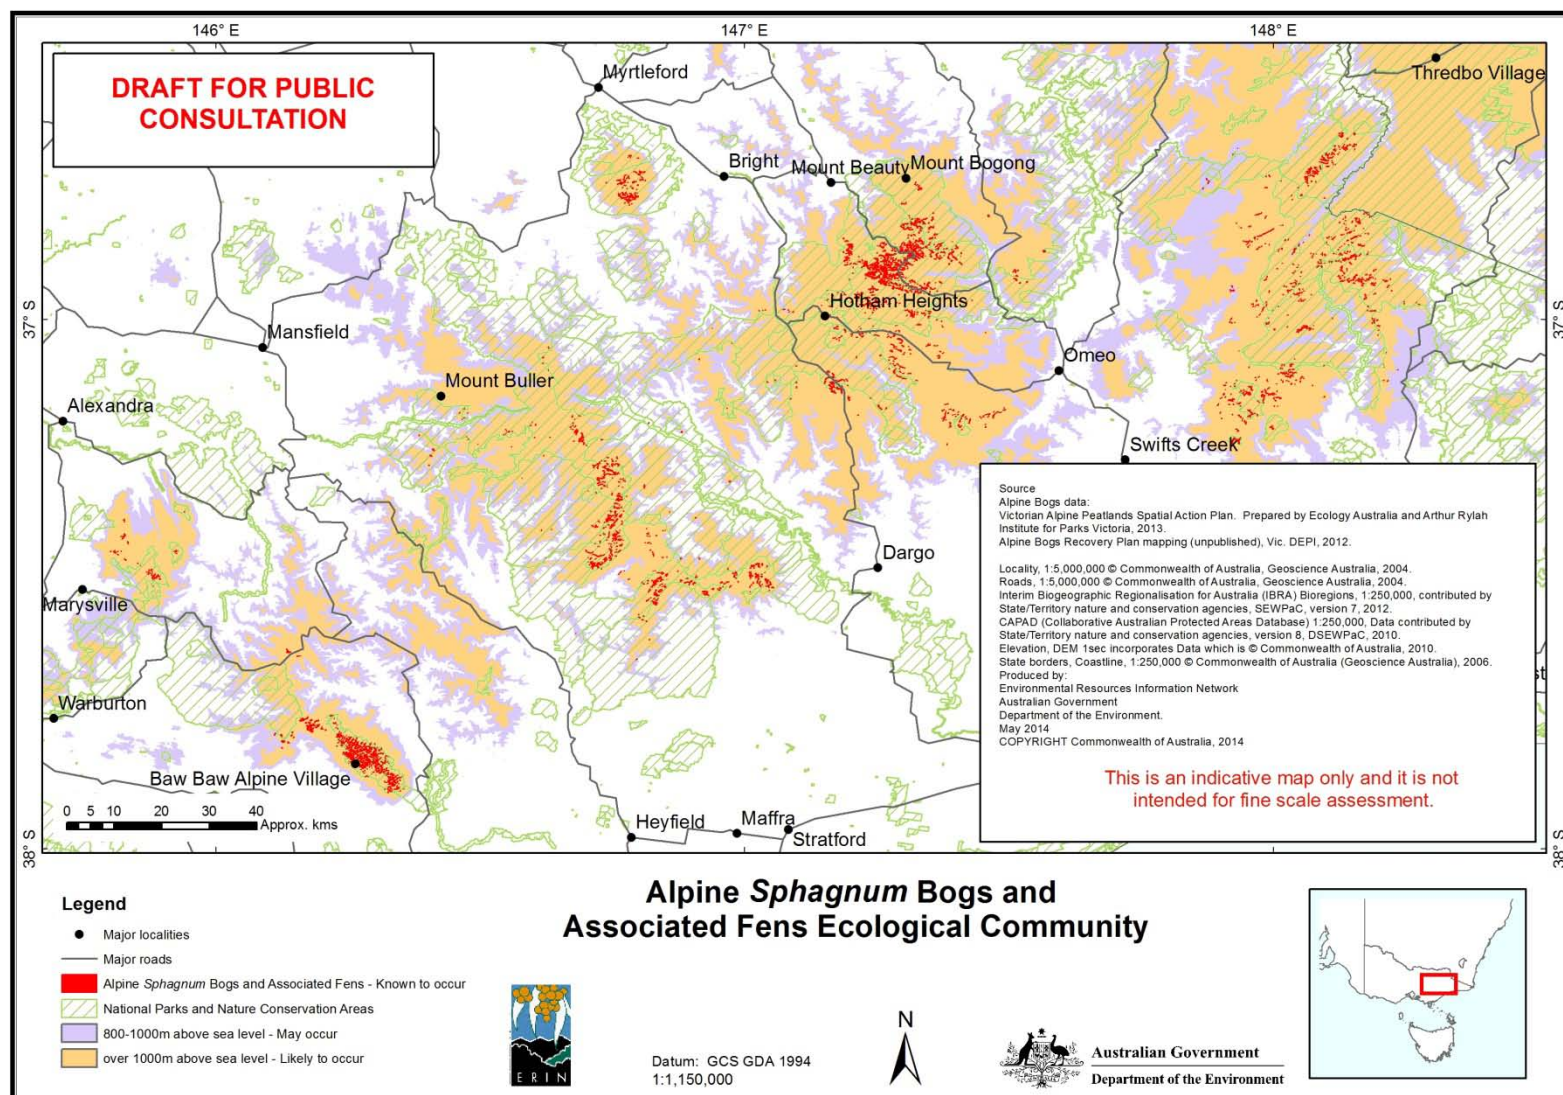 146° E
147° E
148° E
DRAFT FOR PUBLIC
CONSULTATION
Myrtleford
Thredbo Village
Bright
Mount Beauty
Mount Bogong
37° S
37° S
Hotham Heights
Mansfield
Omeo
Mount Buller
Alexandra
Swifts Creek
Dargo
Marysville
Warburton
Baw Baw Alpine Village
Heyfield
Maffra
Stratford
0 5 10 20 30 40
Approx. kms
38° S
38° S
Source
Alpine Bogs data:
Victorian Alpine Peatlands Spatial Action Plan. Prepared by Ecology Australia and Arthur Rylah
Institute for Parks Victoria, 2013.
Alpine Bogs Recovery Plan mapping (unpublished), Vic. DEPI, 2012.
Locality, 1:5,000,000 © Commonwealth of Australia, Geoscience Australia, 2004.
Roads, 1:5,000,000 © Commonwealth of Australia, Geoscience Australia, 2004.
Interim Biogeographic Regionalisation for Australia (IBRA) Bioregions, 1:250,000, contributed by
State/Territory nature and conservation agencies, SEWPaC, version 7, 2012.
CAPAD (Collaborative Australian Protected Areas Database) 1:250,000, Data contributed by
State/Territory nature and conservation agencies, version 8, DSEWPaC, 2010.
Elevation, DEM 1sec incorporates Data which is © Commonwealth of Australia, 2010.
State borders, Coastline, 1:250,000 © Commonwealth of Australia (Geoscience Australia), 2006.
Produced by:
Environmental Resources Information Network
Australian Government
Department of the Environment.
May 2014
COPYRIGHT Commonwealth of Australia, 2014
This is an indicative map only and it is not
intended for fine scale assessment.
st
Alpine Sphagnum Bogs and
Associated Fens Ecological Community
Legend
Major localities
Major roads
Alpine Sphagnum Bogs and Associated Fens - Known to occur
National Parks and Nature Conservation Areas
800-1000m above sea level - May occur
over 1000m above sea level - Likely to occur
ERIN
Datum: GCS GDA 1994
1:1,150,000
N
Australian Government
Department of the Environment